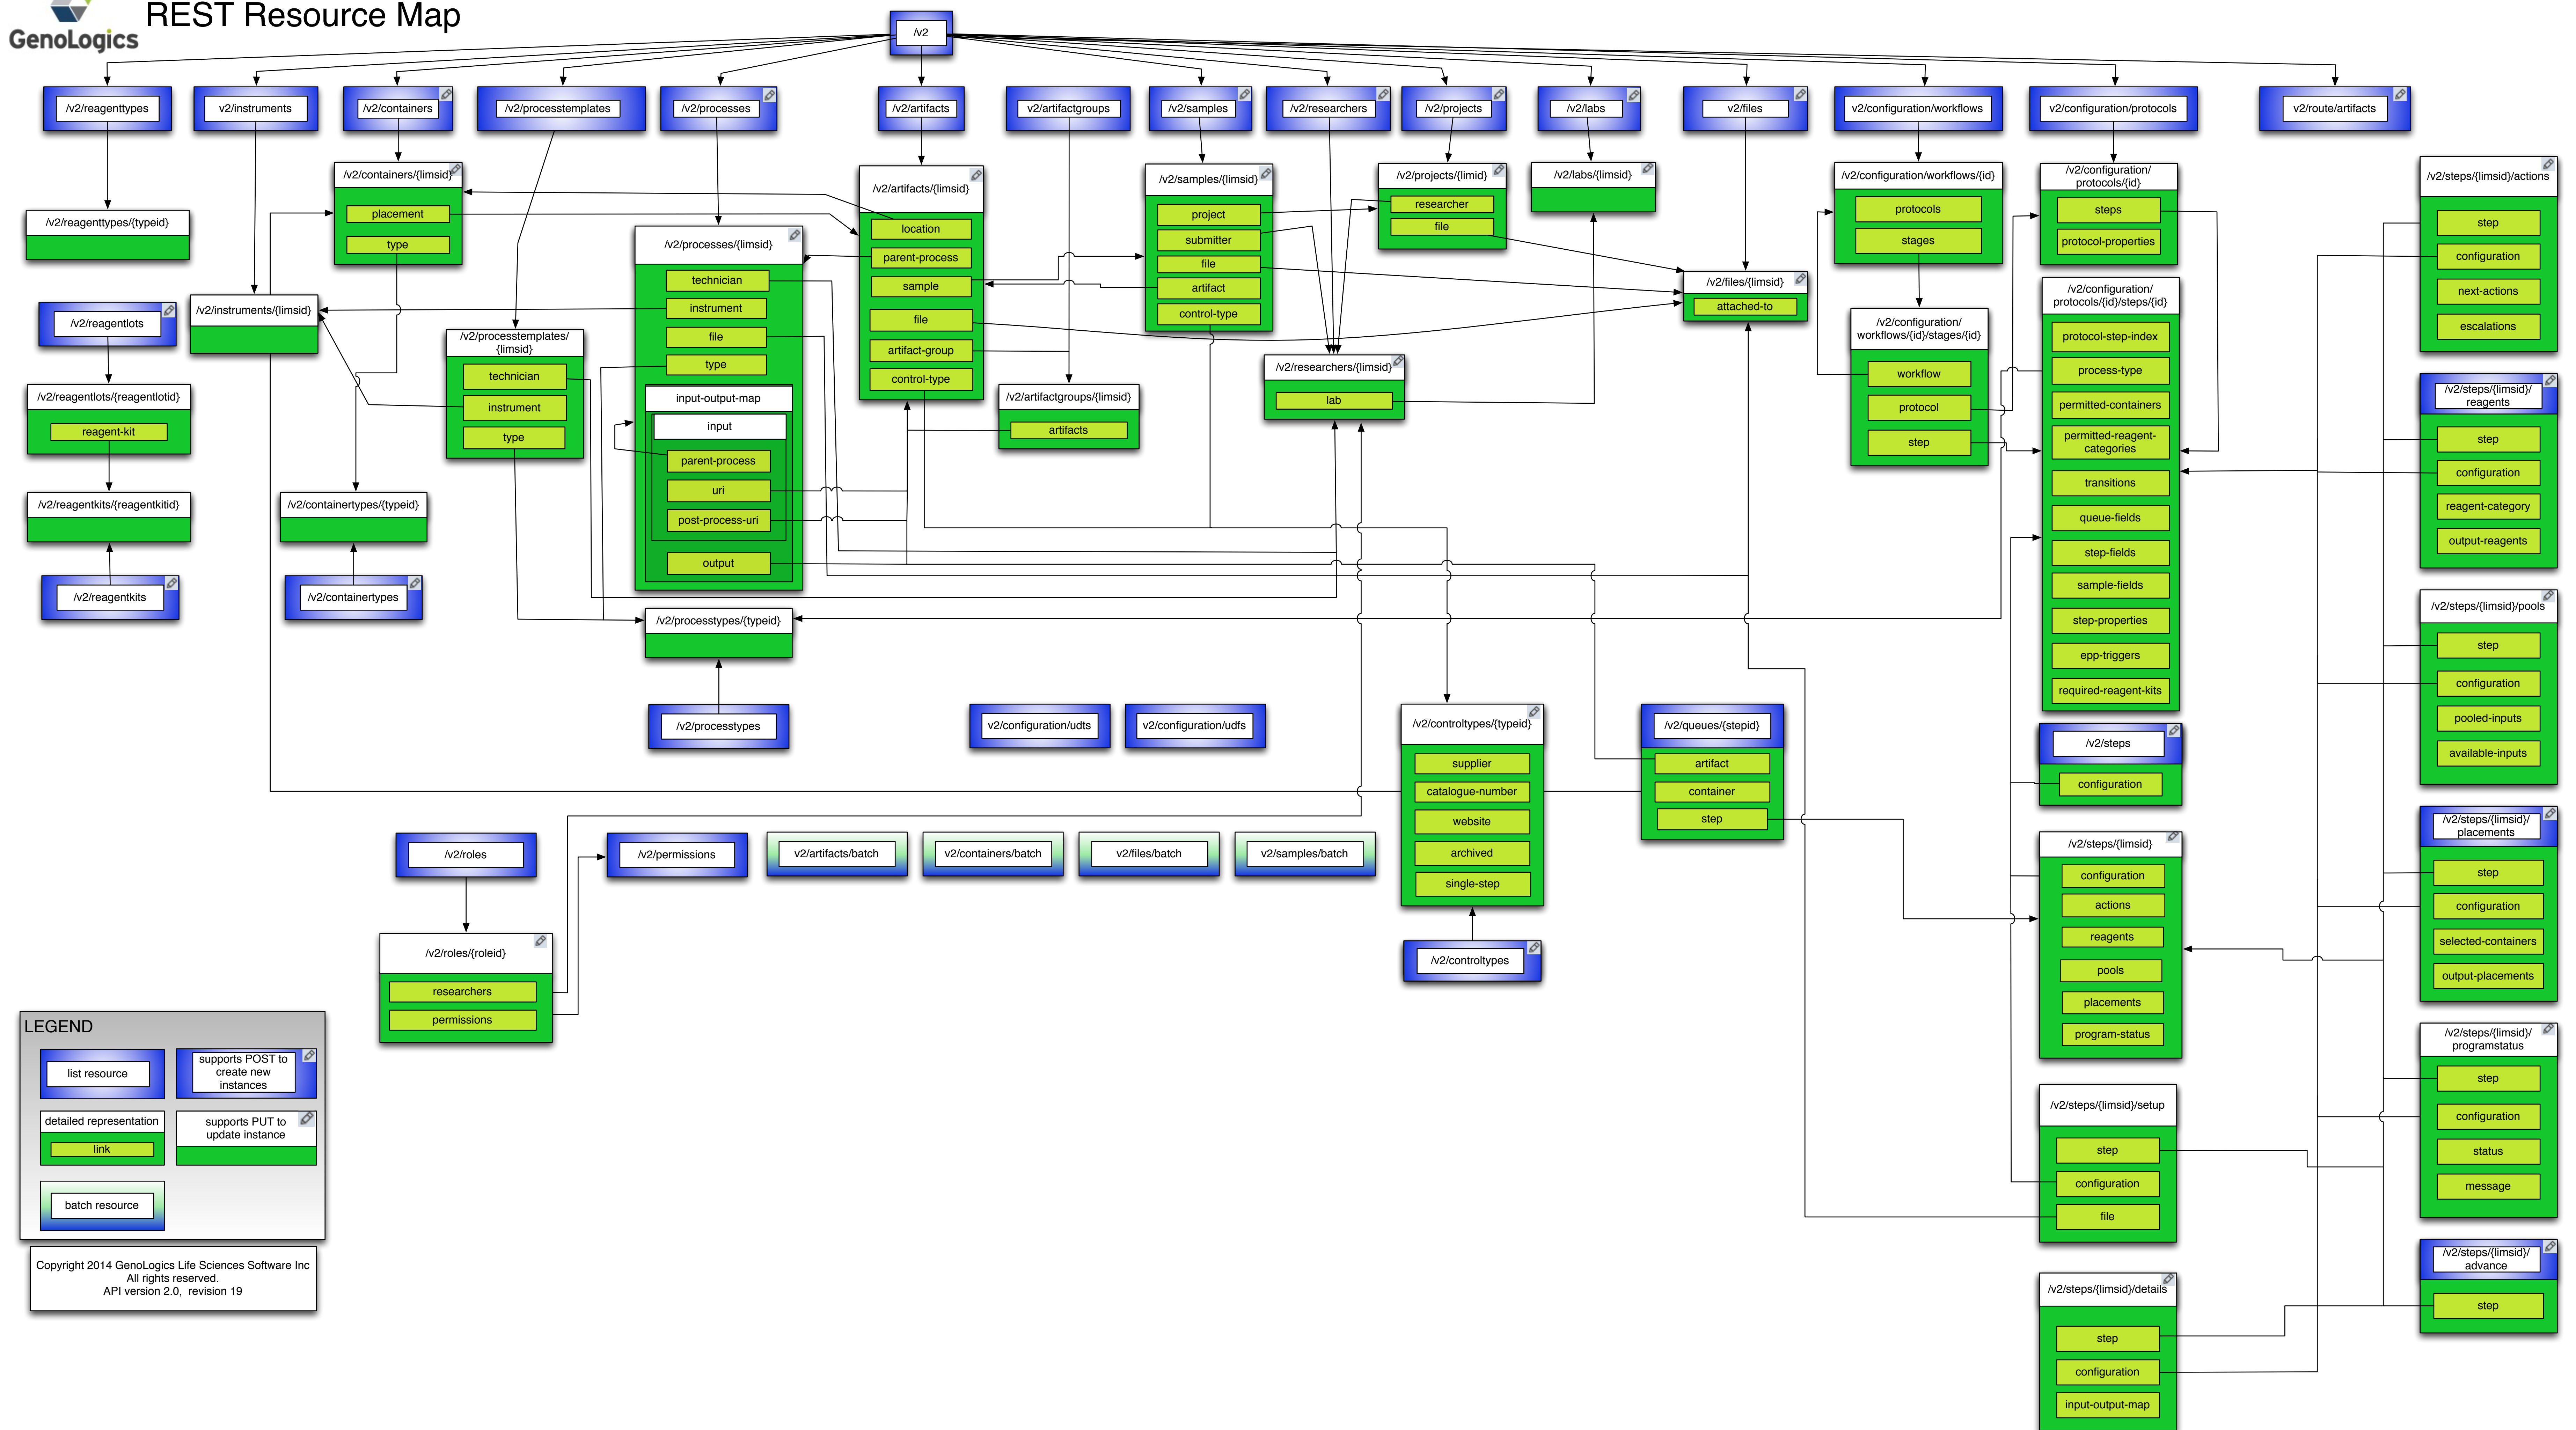 REST Resource Map
GenoLogics
/v2
/v2/reagenttypes
v2/instruments
/v2/containers
/v2/processtemplates
/v2/processes
/v2/artifacts
v2/artifactgroups
/v2/samples
/v2/researchers
/v2/projects
/v2/labs
v2/files
v2/configuration/workflows
v2/configuration/protocols
v2/route/artifacts
/v2/reagenttypes/{typeid}
/v2/reagentlots
/v2/reagentlots/{reagentlotid}
reagent-kit
/v2/reagentkits/{reagentkitid}
/v2/reagentkits
/v2/instruments/{limsid}
/v2/containers/{limsid}
placement
type
/v2/containertypes/{typeid}
/v2/containertypes
/v2/processtemplates/
{limsid}
technician
instrument
type
/v2/processes/{limsid}
technician
instrument
file
type
input-output-map
input
parent-process
uri
post-process-uri
output
/v2/processtypes/{typeid}
/v2/processtypes
/v2/artifacts/{limsid}
location
parent-process
sample
file
artifact-group
control-type
/v2/artifactgroups/{limsid}
artifacts
/v2/samples/{limsid}
project
submitter
file
artifact
control-type
/v2/researchers/{limsid}
lab
/v2/projects/{limid}
researcher
file
/v2/labs/{limsid}
/v2/files/{limsid}
attached-to
/v2/configuration/workflows/{id}
protocols
stages
/v2/configuration/
workflows/{id}/stages/{id}
workflow
protocol
step
/v2/configuration/
protocols/{id}
steps
protocol-properties
/v2/configuration/
protocols/{id}/steps/{id}
protocol-step-index
process-type
permitted-containers
permitted-reagent-
categories
transitions
queue-fields
step-fields
sample-fields
step-properties
epp-triggers
required-reagent-kits
/v2/steps
configuration
/v2/steps/{limsid}
configuration
actions
reagents
pools
placements
program-status
/v2/steps/{limsid}/setup
step
configuration
file
/v2/steps/{limsid}/details
step
configuration
input-output-map
/v2/steps/{limsid}/actions
step
configuration
next-actions
escalations
/v2/steps/{limsid}/
reagents
step
configuration
reagent-category
output-reagents
/v2/steps/{limsid}/pools
step
configuration
pooled-inputs
available-inputs
/v2/steps/{limsid}/
placements
step
configuration
selected-containers
output-placements
/v2/steps/{limsid}/
programstatus
step
configuration
status
message
/v2/steps/{limsid}/
advance
step
v2/configuration/udts
v2/configuration/udfs
/v2/controltypes/{typeid}
supplier
catalogue-number
website
archived
single-step
/v2/controltypes
/v2/queues/{stepid}
artifact
container
step
/v2/roles
/v2/permissions
v2/artifacts/batch
v2/containers/batch
v2/files/batch
v2/samples/batch
/v2/roles/{roleid}
researchers
permissions
LEGEND
list resource
supports POST to
create new
instances
detailed representation
link
supports PUT to
update instance
batch resource
Copyright 2014 GenoLogics Life Sciences Software Inc
All rights reserved.
API version 2.0,  revision 19